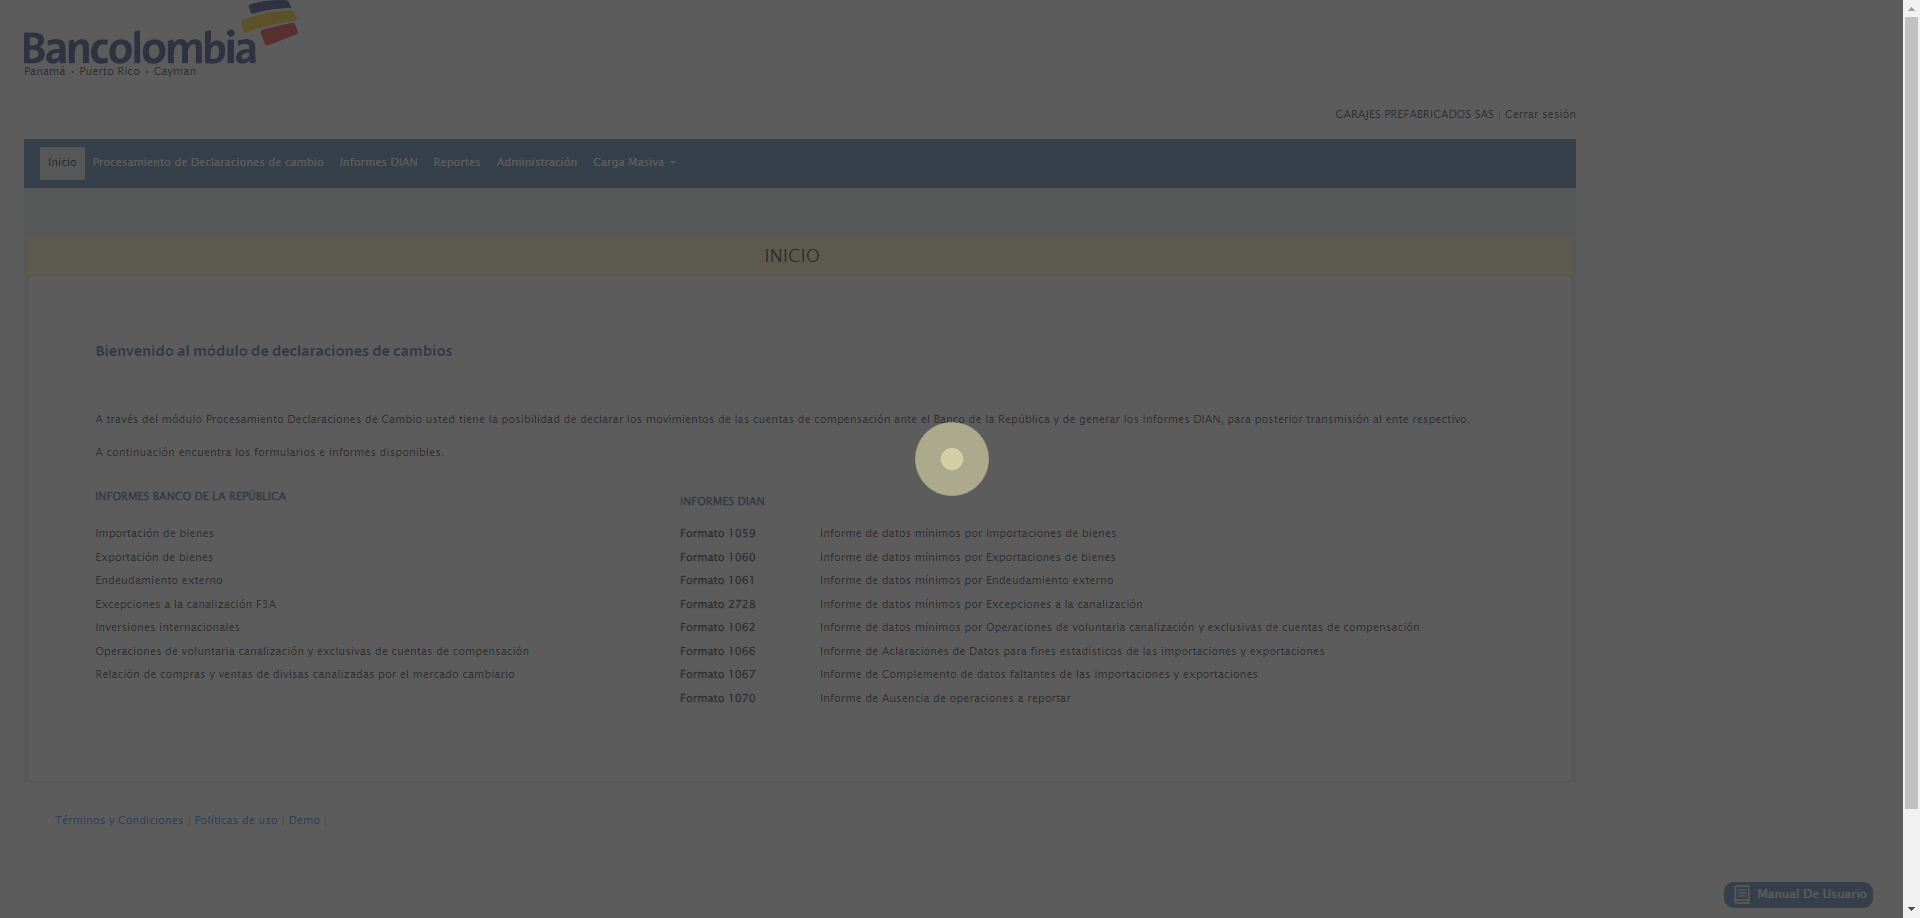 Bancolombia
Panamá • Puerto Rico • Cayman
GARAJES PREFABRICADOS SAS | Cerrar sesión
Inicio Procesamiento de Declaraciones de cambio Informes DIAN Reportes Administración Carga Masiva
INICIO
Bienvenido al módulo de declaraciones de cambios
A través del módulo Procesamiento Declaraciones de Cambio usted tiene la posibilidad de declarar los movimientos de las cuentas de compensación ante el Banco de la República y de generar los Informes DIAN, para posterior transmisión al ente respectivo.
A continuación encuentra los formularios e informes disponibles.
INFORMES BANCO DE LA REPÚBLICA
Importación de bienes
Exportación de bienes
Endeudamiento externo
Excepciones a la canalización F3A
Inversiones internacionales
Operaciones de voluntaria canalización y exclusivas de cuentas de compensación
Relación de compras y ventas de divisas canalizadas por el mercado cambiario
INFORMES DIAN
Formato 1059 Informe de datos mínimos por Importaciones de bienes
Formato 1060 Informe de datos mínimos por Exportaciones de bienes
Formato 1061 Informe de datos mínimos por Endeudamiento externo
Formato 2728 Informe de datos mínimos por Excepciones a la canalización
Formato 1062 Informe de datos mínimos por Operaciones de voluntaria canalización y exclusivas de cuentas de compensación
Formato 1066 Informe de Aclaraciones de Datos para fines estadísticos de las importaciones y exportaciones
Formato 1067 Informe de Complemento de datos faltantes de las importaciones y exportaciones
Formato 1070 Informe de Ausencia de operaciones a reportar
Términos y Condiciones | Políticas de uso | Demo |
Manual De Usuario